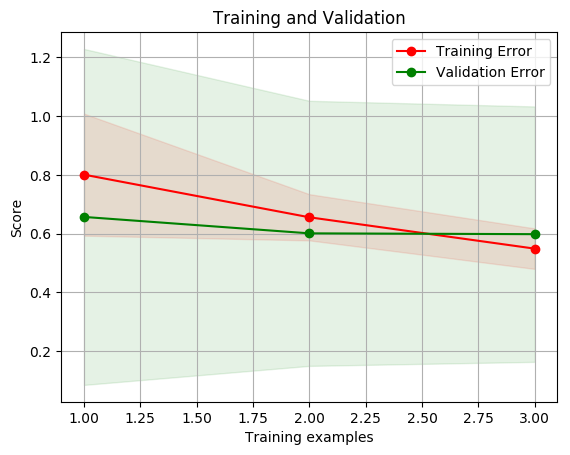 Training and Validation
Training Error
Validation Error
Score
1.2
1.0
0.8
0.6
0.4
0.2
1.00 1.25 1.50 1.75 2.00 2.25 2.50 2.75 3.00
Training examples